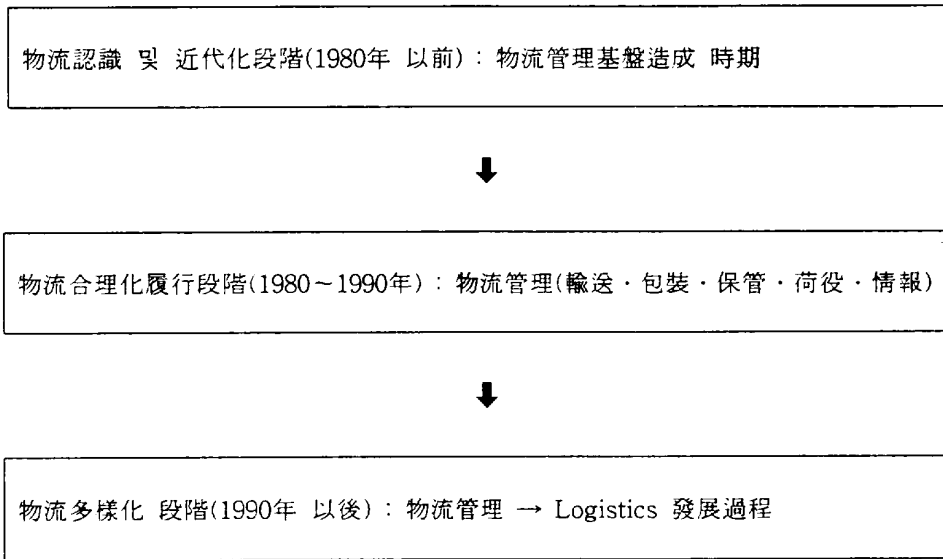 物流認識 및 近代化段階(1980年 以前) : 物流管理基盤造成 時期
物流合理化履行段階(1980~1990年) : 物流管理(輸送 · 包裝 · 保管 · 荷役 · 情報)
物流多樣化 段階(1990年 以後) : 物流管理 → Logistics 發展過程